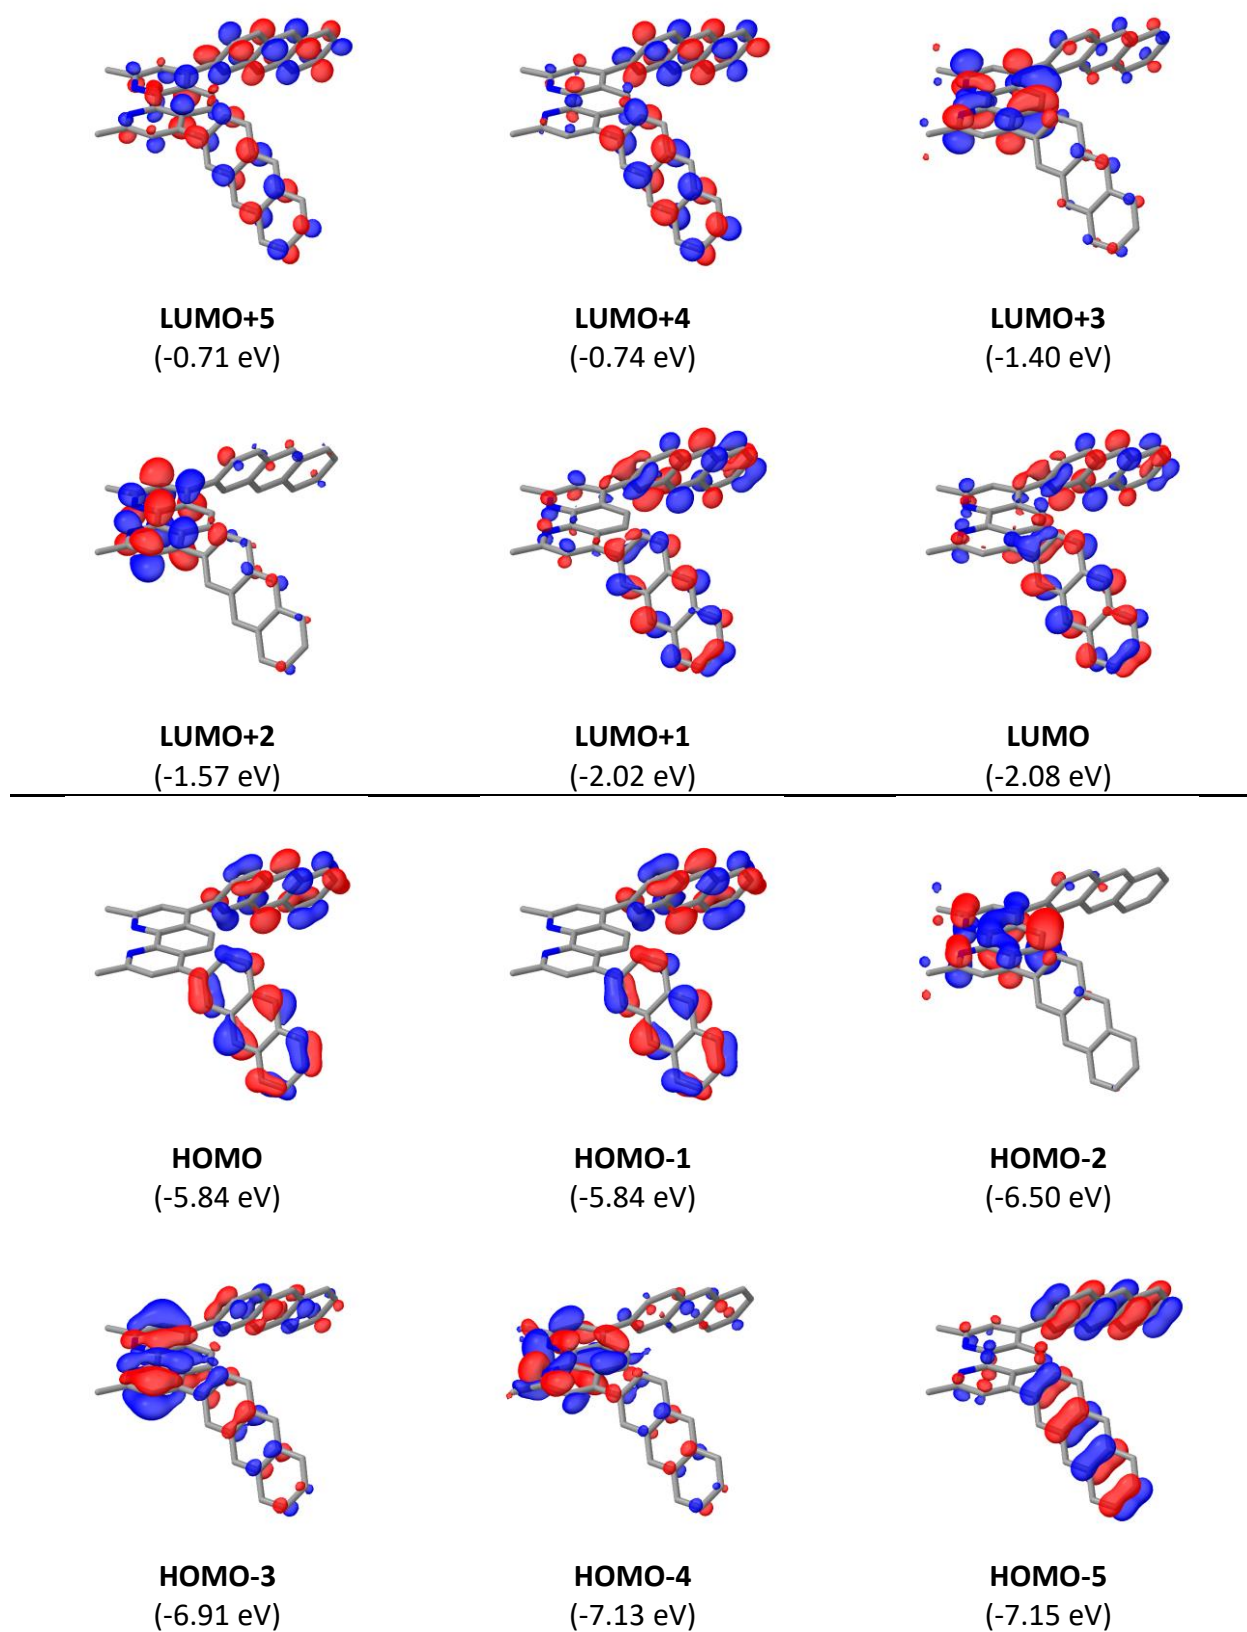 LUMO+5 LUMO+4 LUMO+3
(-0.71 eV) (-0.74 eV) (-1.40 eV)
LUMO+2 LUMO+1 LUMO
(-1.57 eV) (-2.02 eV) (-2.08 eV)
HOMO HOMO-1 HOMO-2
(-5.84 eV) (-5.84 eV) (-6.50 eV)
HOMO-3 HOMO-4 HOMO-5
(-6.91 eV) (-7.13 eV) (-7.15 eV)